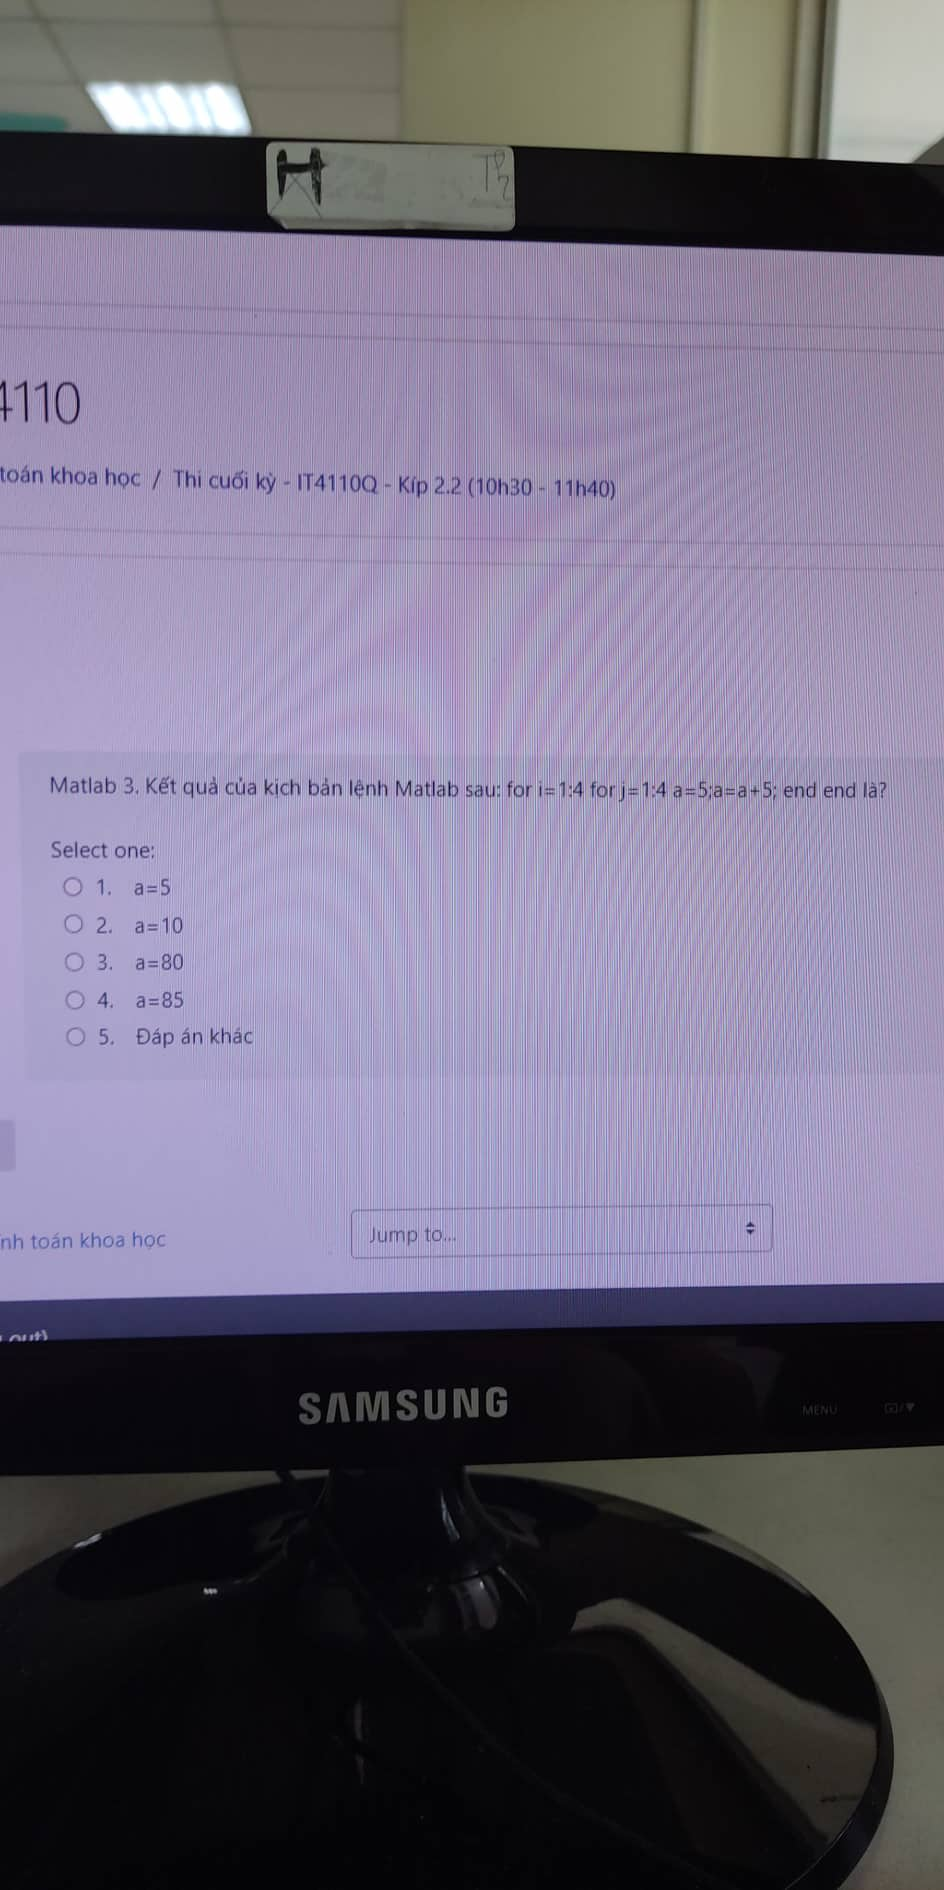 4110
toán khoa học / Thi cuối kỳ - IT4110Q - Kíp 2.2 (10h30 - 11h40)
Matlab 3. Kết quả của kịch bản lệnh Matlab sau: for i=1:4 for j=1:4 a=5;a=a+5; end end là?
Select one:
1. a=5
2. a=10
3. a=80
4. a=85
5. Đáp án khác
nh toán khoa học
Jump to...
out)
SAMSUNG
MENU